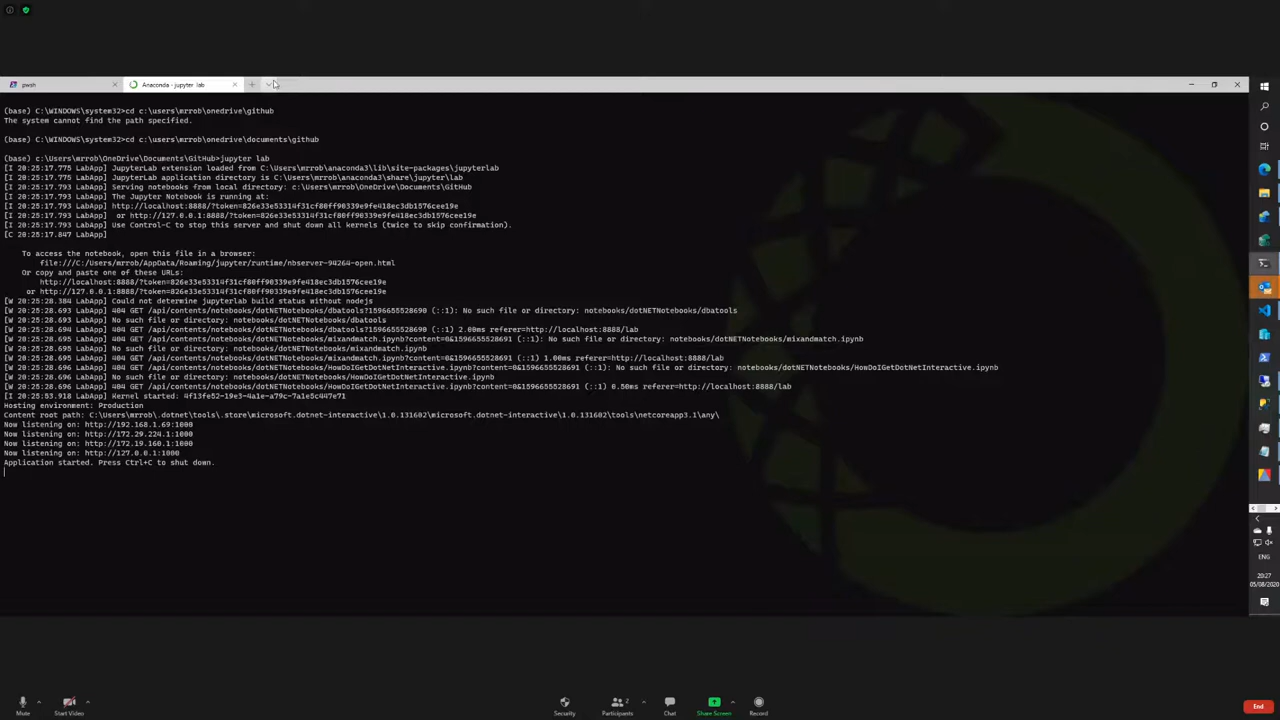 pwsh
Anaconda - jupyter lab
(base) C:\WINDOWS\system32>cd c:\users\mrrob\onedrive\github
The system cannot find the path specified.
(base) C:\WINDOWS\system32>cd c:\users\mrrob\onedrive\documents\github
(base) c:\Users\mrrob\OneDrive\Documents\GitHub>jupyter lab
[I 20:25:17.775 LabApp] JupyterLab extension loaded from C:\Users\mrrob\anaconda3\lib\site-packages\jupyterlab
[I 20:25:17.775 LabApp] JupyterLab application directory is C:\Users\mrrob\anaconda3\share\jupyter\lab
[I 20:25:17.793 LabApp] Serving notebooks from local directory: c:\Users\mrrob\OneDrive\Documents\GitHub
[I 20:25:17.793 LabApp] The Jupyter Notebook is running at:
[I 20:25:17.793 LabApp] http://localhost:8888/?token=826e33e53314f31cf80ff90339e9fe418ec3db1576cee19e
[I 20:25:17.793 LabApp]  or http://127.0.0.1:8888/?token=826e33e53314f31cf80ff90339e9fe418ec3db1576cee19e
[I 20:25:17.793 LabApp] Use Control-C to stop this server and shut down all kernels (twice to skip confirmation).
[C 20:25:17.847 LabApp]
To access the notebook, open this file in a browser:
file:///C:/Users/mrrob/AppData/Roaming/jupyter/runtime/nbserver-94264-open.html
Or copy and paste one of these URLs:
http://localhost:8888/?token=826e33e53314f31cf80ff90339e9fe418ec3db1576cee19e
or http://127.0.0.1:8888/?token=826e33e53314f31cf80ff90339e9fe418ec3db1576cee19e
[W 20:25:28.384 LabApp] Could not determine jupyterlab build status without nodejs
[W 20:25:28.693 LabApp] 404 GET /api/contents/notebooks/dotNETNotebooks/dbatools?1596655528690 (::1): No such file or directory: notebooks/dotNETNotebooks/dbatools
[W 20:25:28.693 LabApp] No such file or directory: notebooks/dotNETNotebooks/dbatools
[W 20:25:28.694 LabApp] 404 GET /api/contents/notebooks/dotNETNotebooks/dbatools?1596655528690 (::1) 2.00ms referer=http://localhost:8888/lab
[W 20:25:28.695 LabApp] 404 GET /api/contents/notebooks/dotNETNotebooks/mixandmatch.ipynb?content=0&1596655528691 (::1): No such file or directory: notebooks/dotNETNotebooks/mixandmatch.ipynb
[W 20:25:28.695 LabApp] No such file or directory: notebooks/dotNETNotebooks/mixandmatch.ipynb
[W 20:25:28.695 LabApp] 404 GET /api/contents/notebooks/dotNETNotebooks/mixandmatch.ipynb?content=0&1596655528691 (::1) 1.00ms referer=http://localhost:8888/lab
[W 20:25:28.695 LabApp] 404 GET /api/contents/notebooks/dotNETNotebooks/HowDoIGetDotNetInteractive.ipynb?content=0&1596655528691 (::1): No such file or directory: notebooks/dotNETNotebooks/HowDoIGetDotNetInteractive.ipynb
[W 20:25:28.696 LabApp] No such file or directory: notebooks/dotNETNotebooks/HowDoIGetDotNetInteractive.ipynb
[W 20:25:28.696 LabApp] 404 GET /api/contents/notebooks/dotNETNotebooks/HowDoIGetDotNetInteractive.ipynb?content=0&1596655528691 (::1) 0.50ms referer=http://localhost:8888/lab
[I 20:25:53.918 LabApp] Kernel started: 4f13fe52-19e3-4a1e-a79c-7a1e5c447e71
Hosting environment: Production
Content root path: C:\Users\mrrob\.dotnet\tools\.store\microsoft.dotnet-interactive\1.0.131602\microsoft.dotnet-interactive\1.0.131602\tools\netcoreapp3.1\any\
Now listening on: http://192.168.1.69:1000
Now listening on: http://172.29.224.1:1000
Now listening on: http://172.19.160.1:1000
Now listening on: http://127.0.0.1:1000
Application started. Press Ctrl+C to shut down.
ENG
20:27
05/08/2020
Mute
Start Video
Security
Participants
2
Chat
Share Screen
Record
End